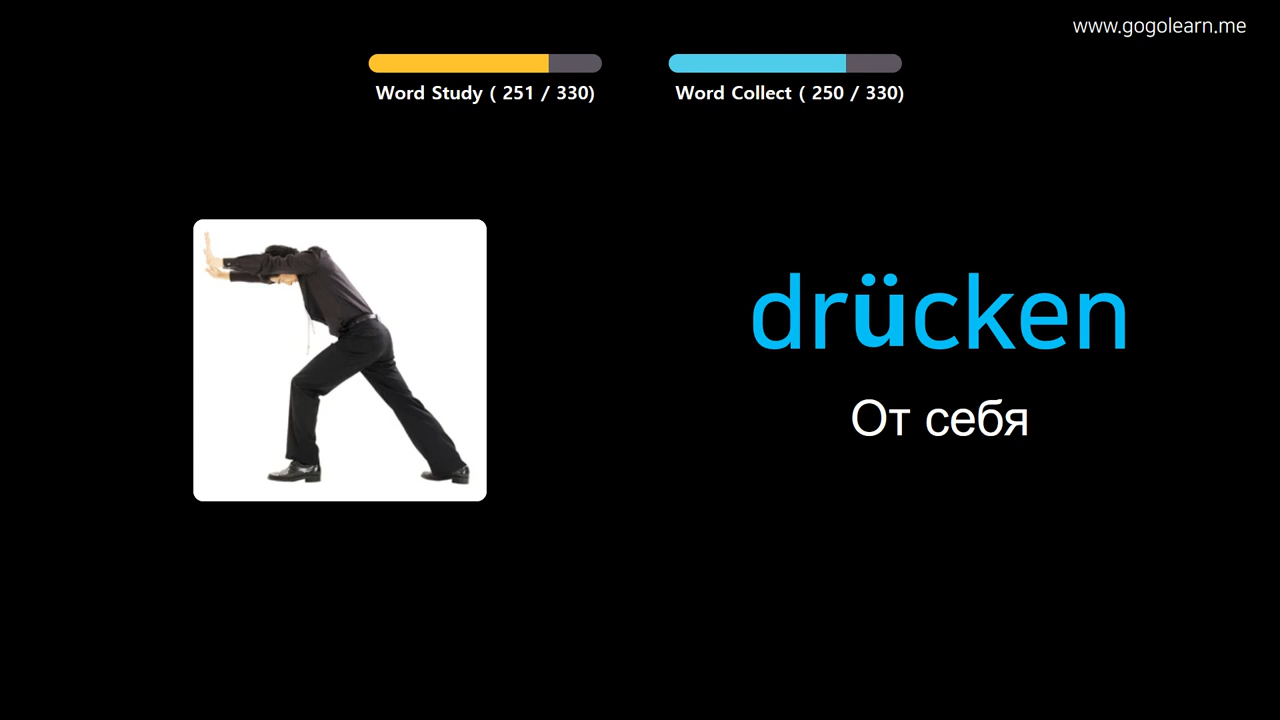 www.gogolearn.me
Word Study ( 251 / 330)
Word Collect ( 250 / 330)
drücken
От себя